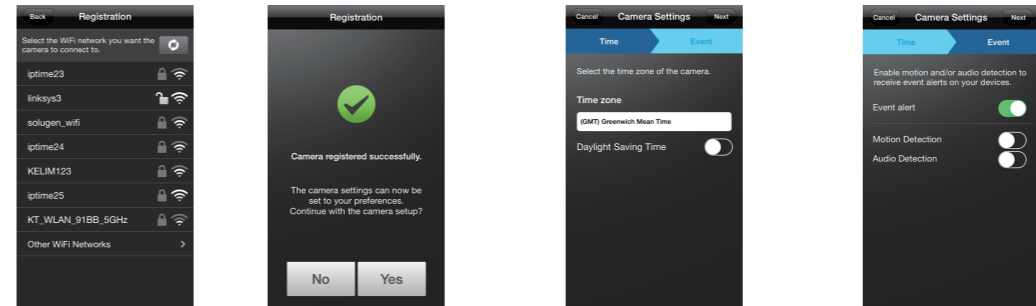 Back Registration
Select the WiFi network you want the
camera to connect to.
iptime23
linksys3
solugen_wifi
iptime24
KELIM123
iptime25
KT_WLAN_91BB_5GHz
Other WiFi Networks >
Registration
Camera registered successfully.
The camera settings can now be
set to your preferences.
Continue with the camera setup?
No Yes
Cancel Camera Settings Next
Time Event
Select the time zone of the camera.
Time zone
(GMT) Greenwich Mean Time
Daylight Saving Time
Cancel Camera Settings Next
Time Event
Enable motion and/or audio detection to
receive event alerts on your devices.
Event alert
Motion Detection
Audio Detection